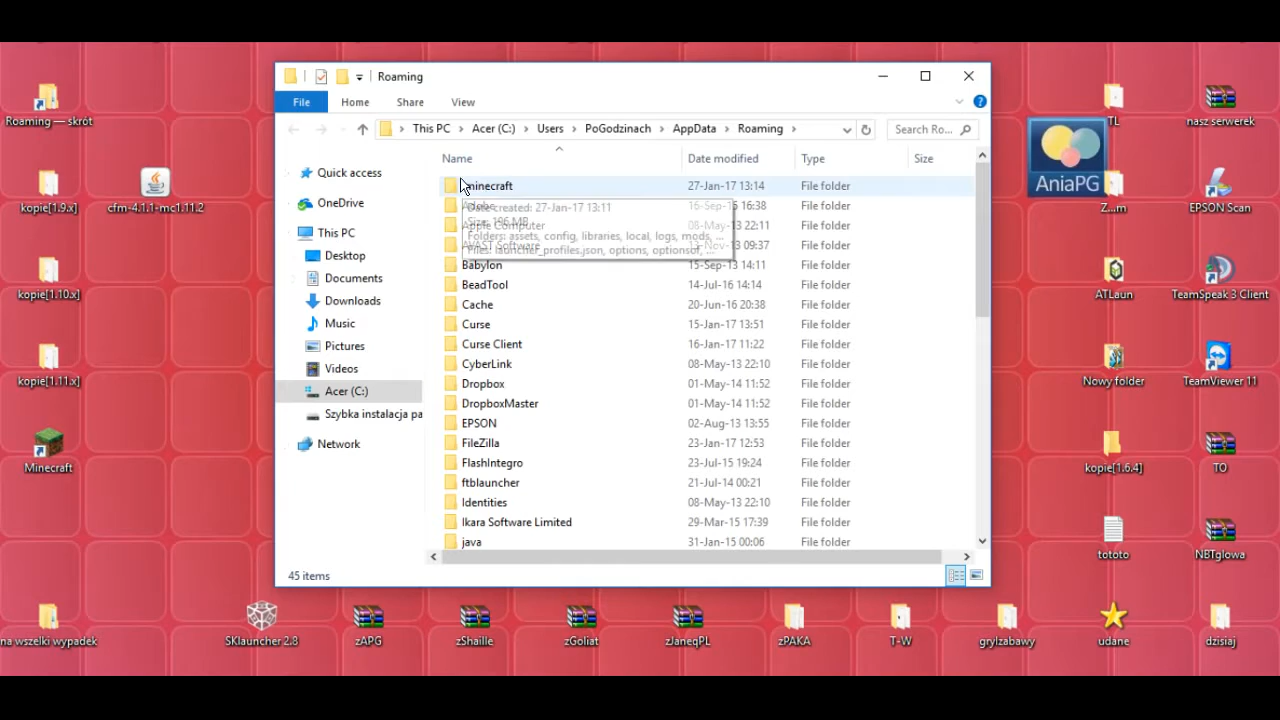 Roaming
File
Home
Share
View
This PC
Acer (C:)
Users
PoGodzinach
AppData
Roaming
Search Ro...
Name
Date modified
Type
Size
minecraft 27-Jan-17 13:14 File folder
Adobe 16-Sep-15 16:38 File folder
Apple Computer 08-May-13 22:11 File folder
AVAST Software 13-Nov-13 09:37 File folder
Date created: 27-Jan-17 13:11
Size: 196 MB
Folders: assets, config, libraries, local, logs, mods, ...
Files: launcher_profiles.json, options, optionsof, ...
Babylon 15-Sep-13 14:11 File folder
BeadTool 14-Jul-16 14:14 File folder
Cache 20-Jun-16 20:38 File folder
Curse 15-Jan-17 13:51 File folder
Curse Client 16-Jan-17 11:22 File folder
CyberLink 08-May-13 22:10 File folder
Dropbox 01-May-14 11:52 File folder
DropboxMaster 01-May-14 11:52 File folder
EPSON 02-Aug-13 13:55 File folder
FileZilla 23-Jan-17 12:53 File folder
FlashIntegro 23-Jul-15 19:24 File folder
ftblauncher 21-Jul-14 00:21 File folder
Identities 08-May-13 22:10 File folder
Ikara Software Limited 29-Mar-15 17:39 File folder
java 31-Jan-15 00:06 File folder
Quick access
OneDrive
This PC
Desktop
Documents
Downloads
Music
Pictures
Videos
Acer (C:)
Szybka instalacja pa
Network
45 items
Roaming — skrót
kopie[1.9.x]
cfm-4.1.1-mc1.11.2
kopie[1.10.x]
kopie[1.11.x]
Minecraft
na wszelki wypadek
SKlauncher 2.8
zAPG
zShaille
zGoliat
zJaneqPL
zPAKA
T-W
gryIzabawy
udane
dzisiaj
TL
nasz serwerek
AniaPG
Z...m
EPSON Scan
ATLaun
TeamSpeak 3 Client
Nowy folder
TeamViewer 11
kopie[1.6.4]
TO
tototo
NBTglowa